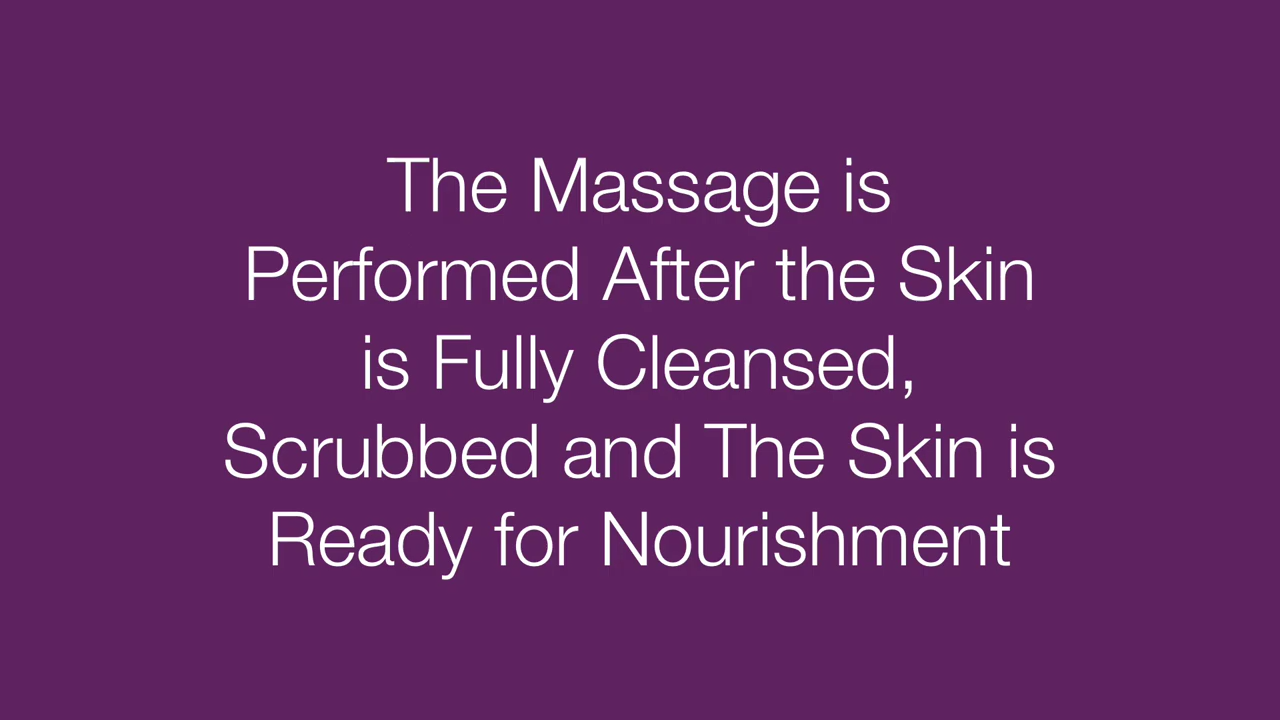 The Massage is
Performed After the Skin
is Fully Cleansed,
Scrubbed and The Skin is
Ready for Nourishment